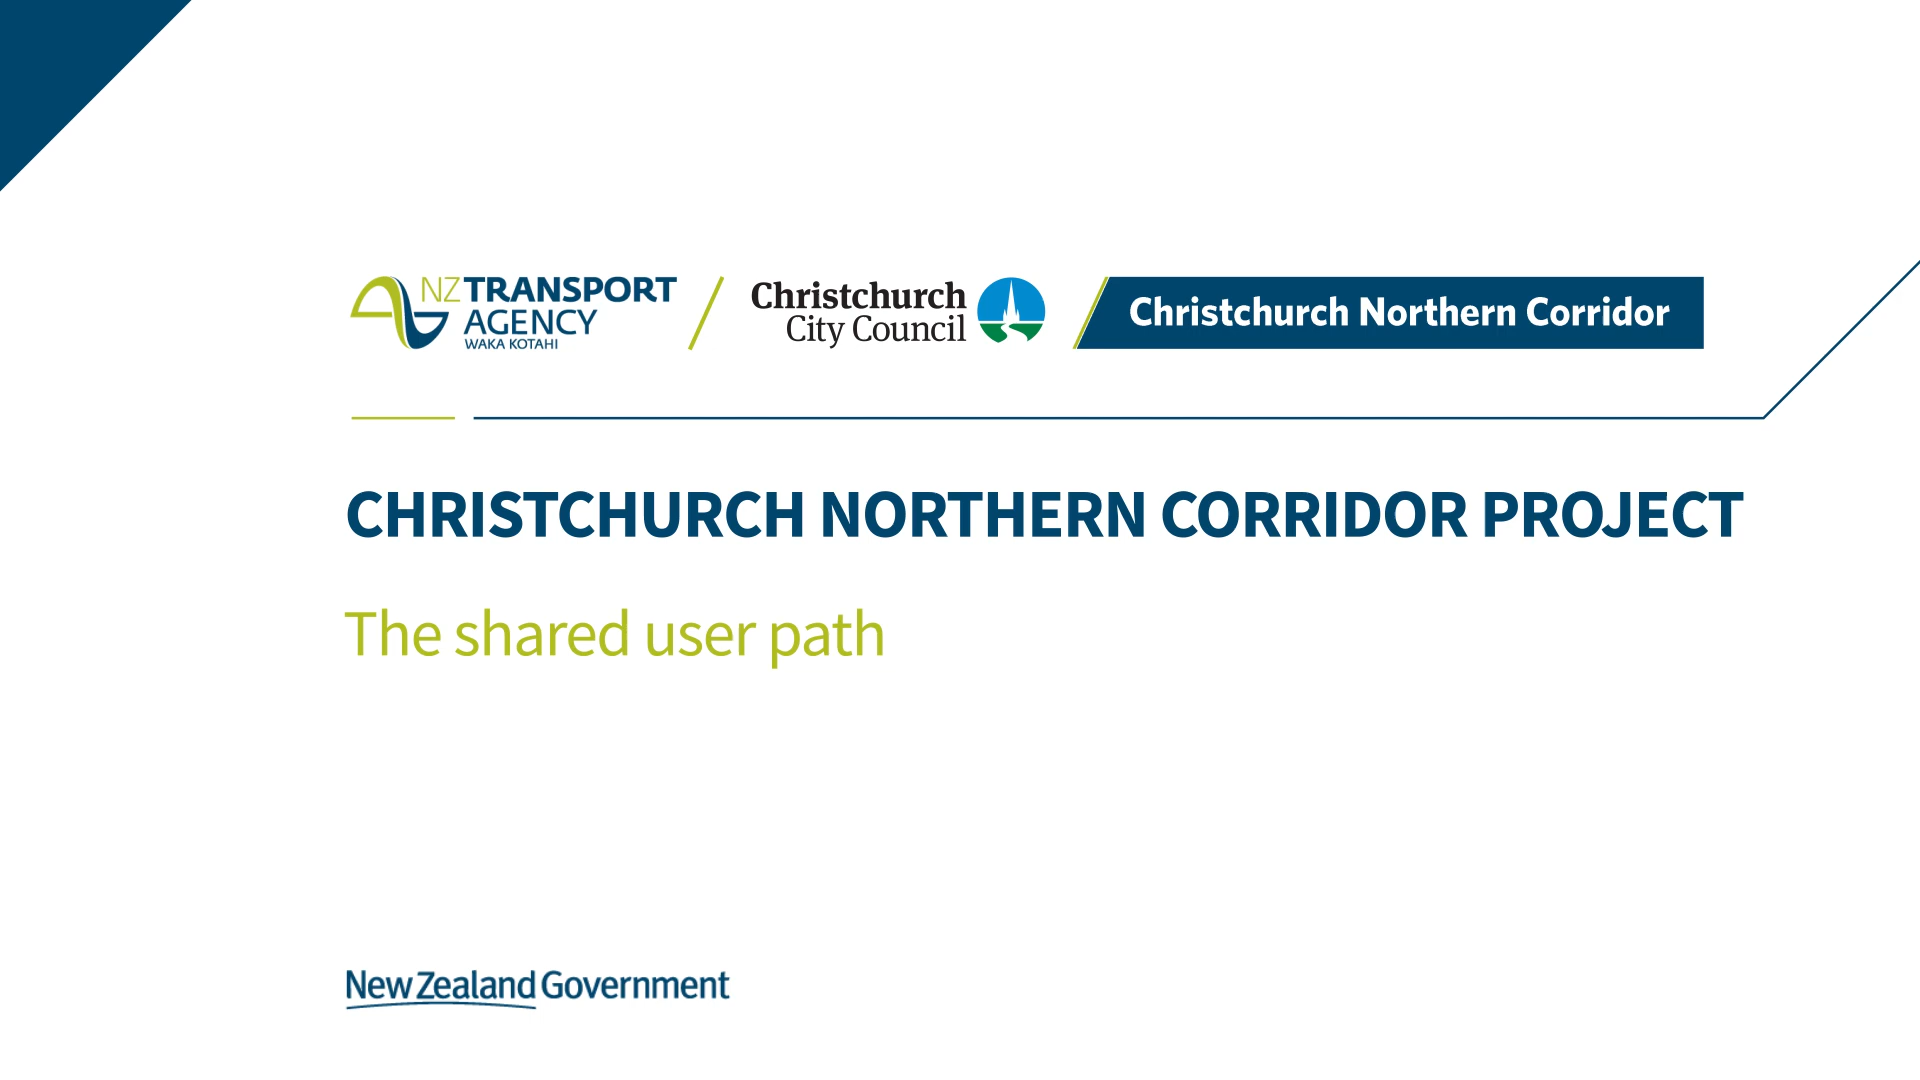 NZ TRANSPORT
AGENCY
WAKA KOTAHI
Christchurch
City Council
Christchurch Northern Corridor
CHRISTCHURCH NORTHERN CORRIDOR PROJECT
The shared user path
New Zealand Government